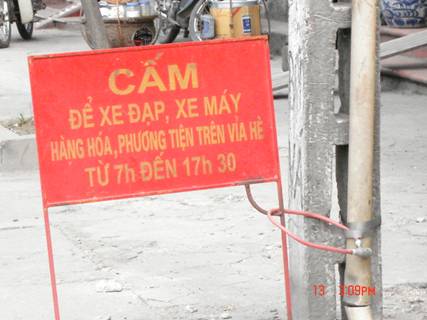 CẤM
ĐỂ XE ĐẠP, XE MÁY
HÀNG HÓA, PHƯƠNG TIỆN TRÊN VỈA HÈ
TỪ 7h ĐẾN 17h 30